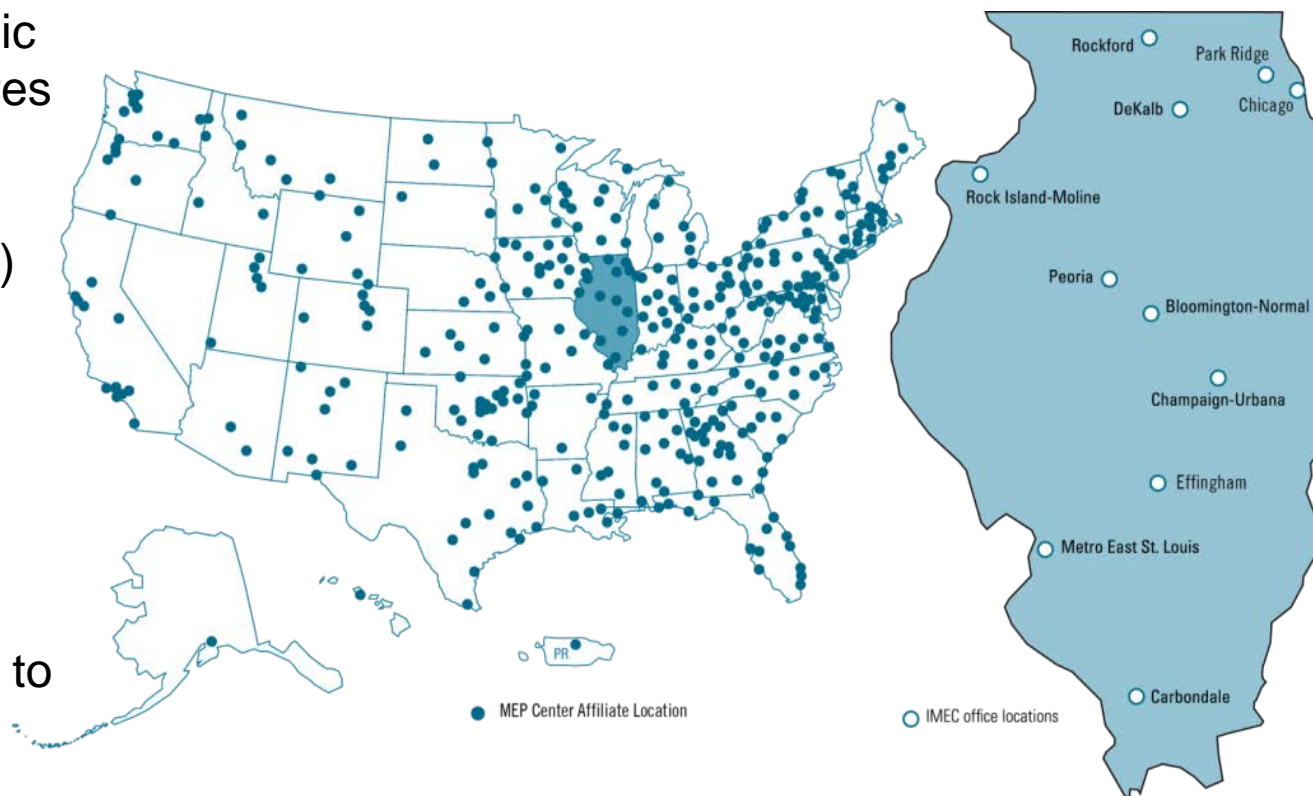 ic
es
)
to
PR
MEP Center Affiliate Location
Rockford
Park Ridge
Chicago
DeKalb
Rock Island-Moline
Peoria
Bloomington-Normal
Champaign-Urbana
Effingham
Metro East St. Louis
Carbondale
IMEC office locations